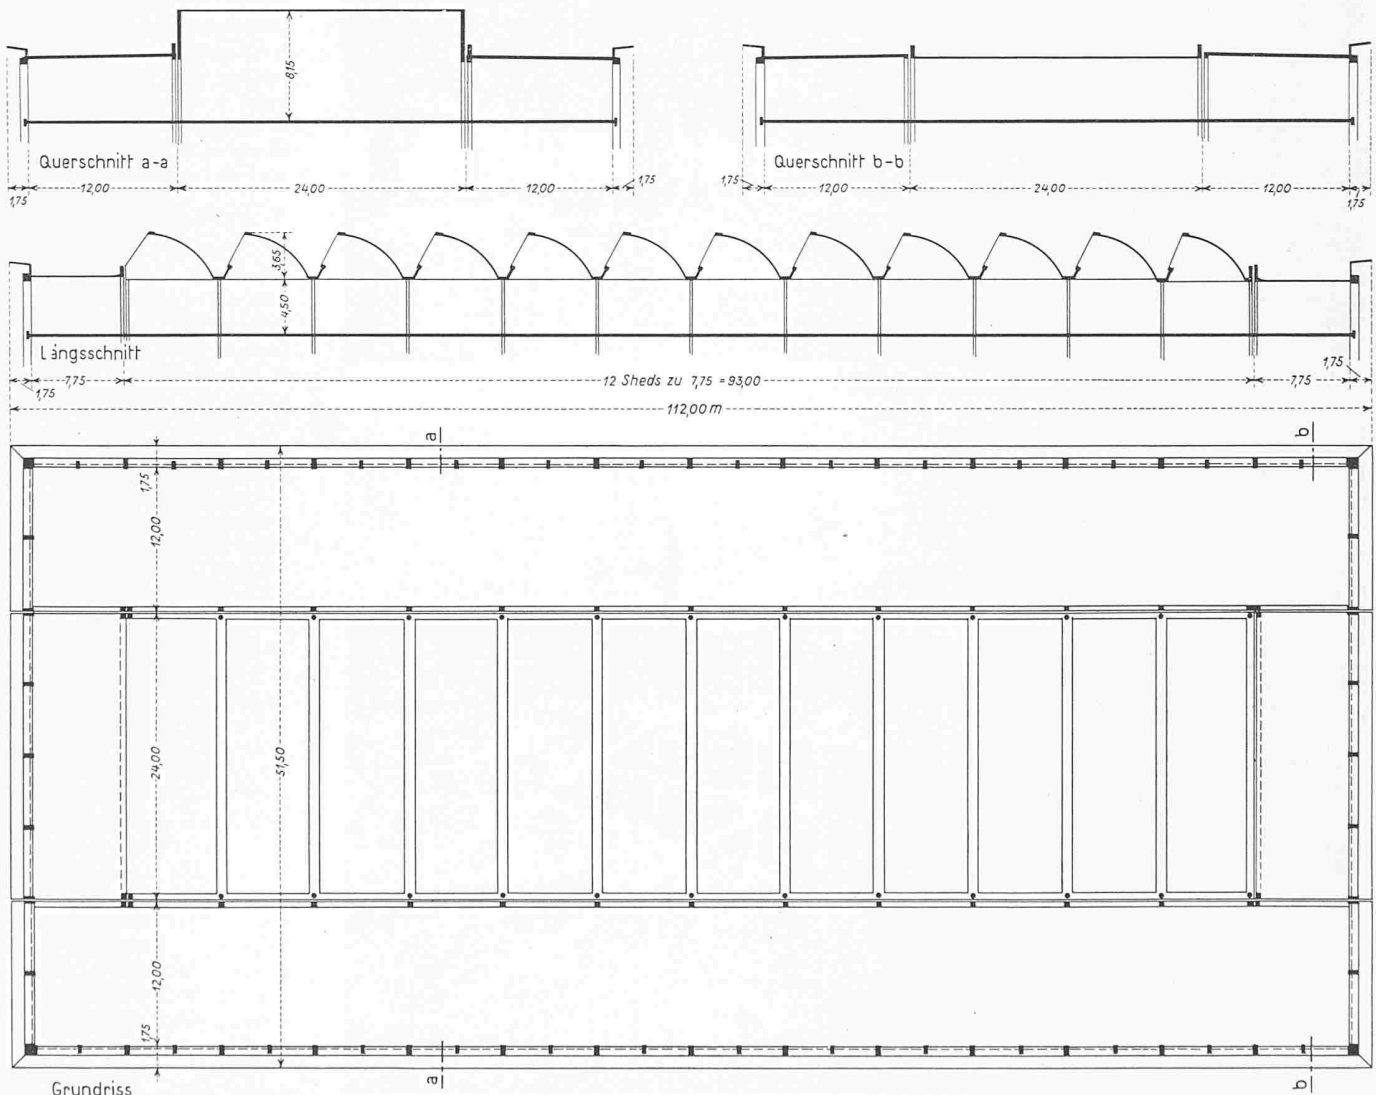 8,15
Querschnitt a-a
Querschnitt b-b
1,75 12,00 24,00 12,00 1,75
1,75 12,00 24,00 12,00 1,75
3,65
4,50
Längsschnitt
1,75 7,75 12 Sheds zu 7,75 = 93,00 7,75 1,75
112,00 m
a b
1,75
12,00
24,00
51,50
12,00
1,75
a b
Grundriss